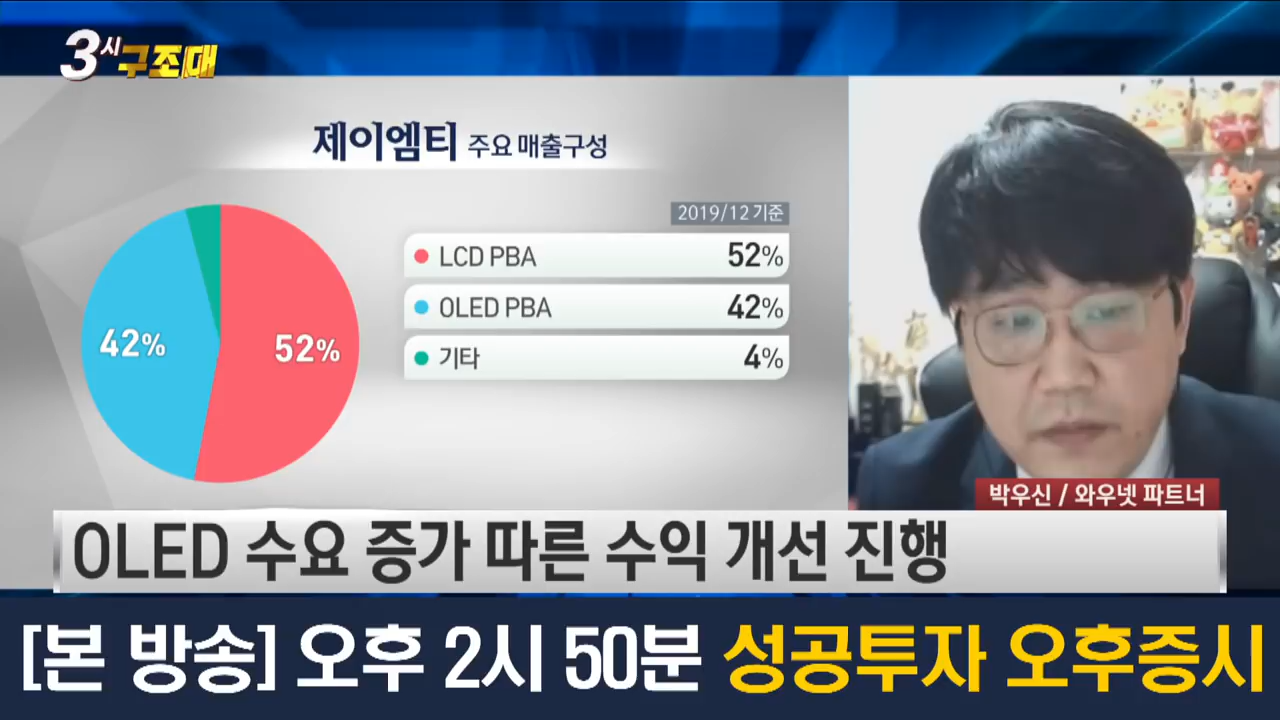 3시 구조대
제이엠티 주요 매출구성
2019/12 기준
LCD PBA 52%
OLED PBA 42%
기타 4%
42%
52%
박우신 / 와우넷 파트너
OLED 수요 증가 따른 수익 개선 진행
[본 방송] 오후 2시 50분 성공투자 오후증시